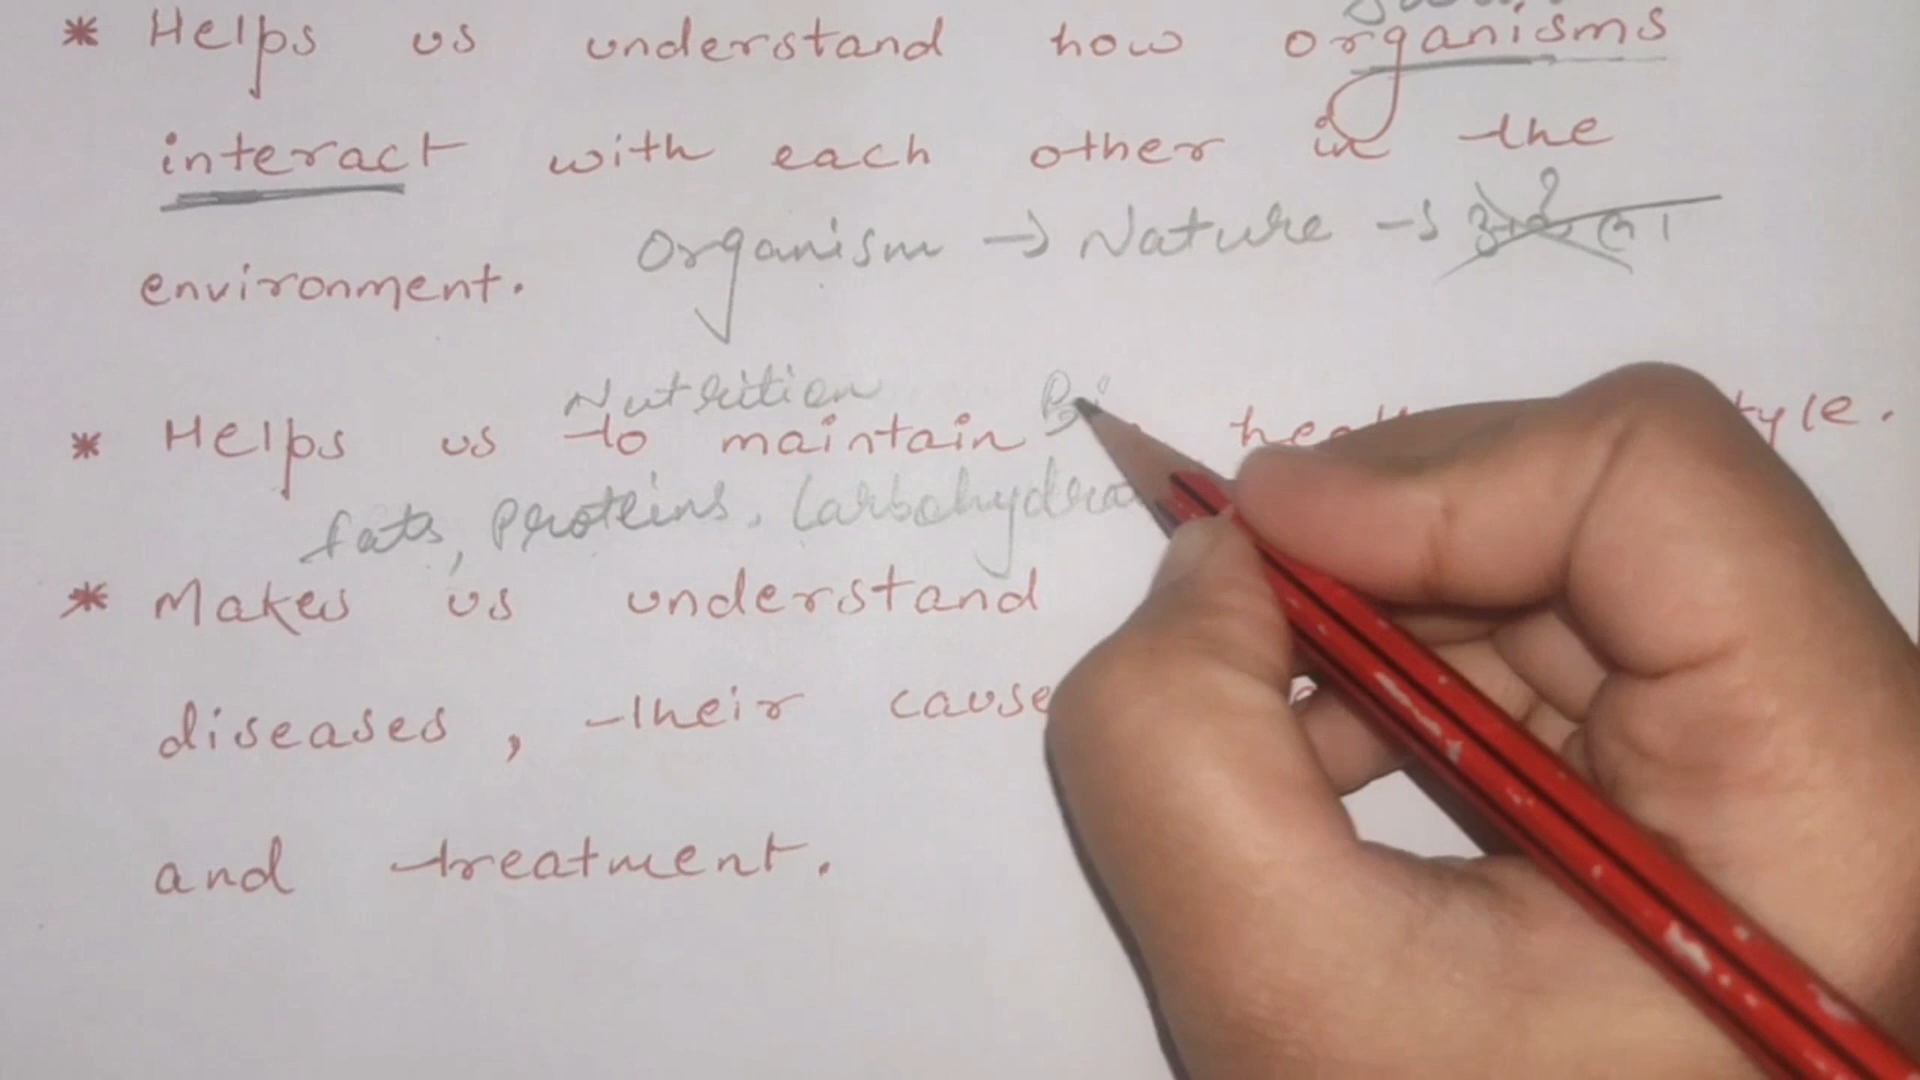 * Helps us understand how organisms
interact with each other in the
Organism → Nature →
environment.
Nutrition Bi
* Helps us to maintain
fats, Proteins, Carbohydra
* Makes us understand
diseases, their cause
and treatment.